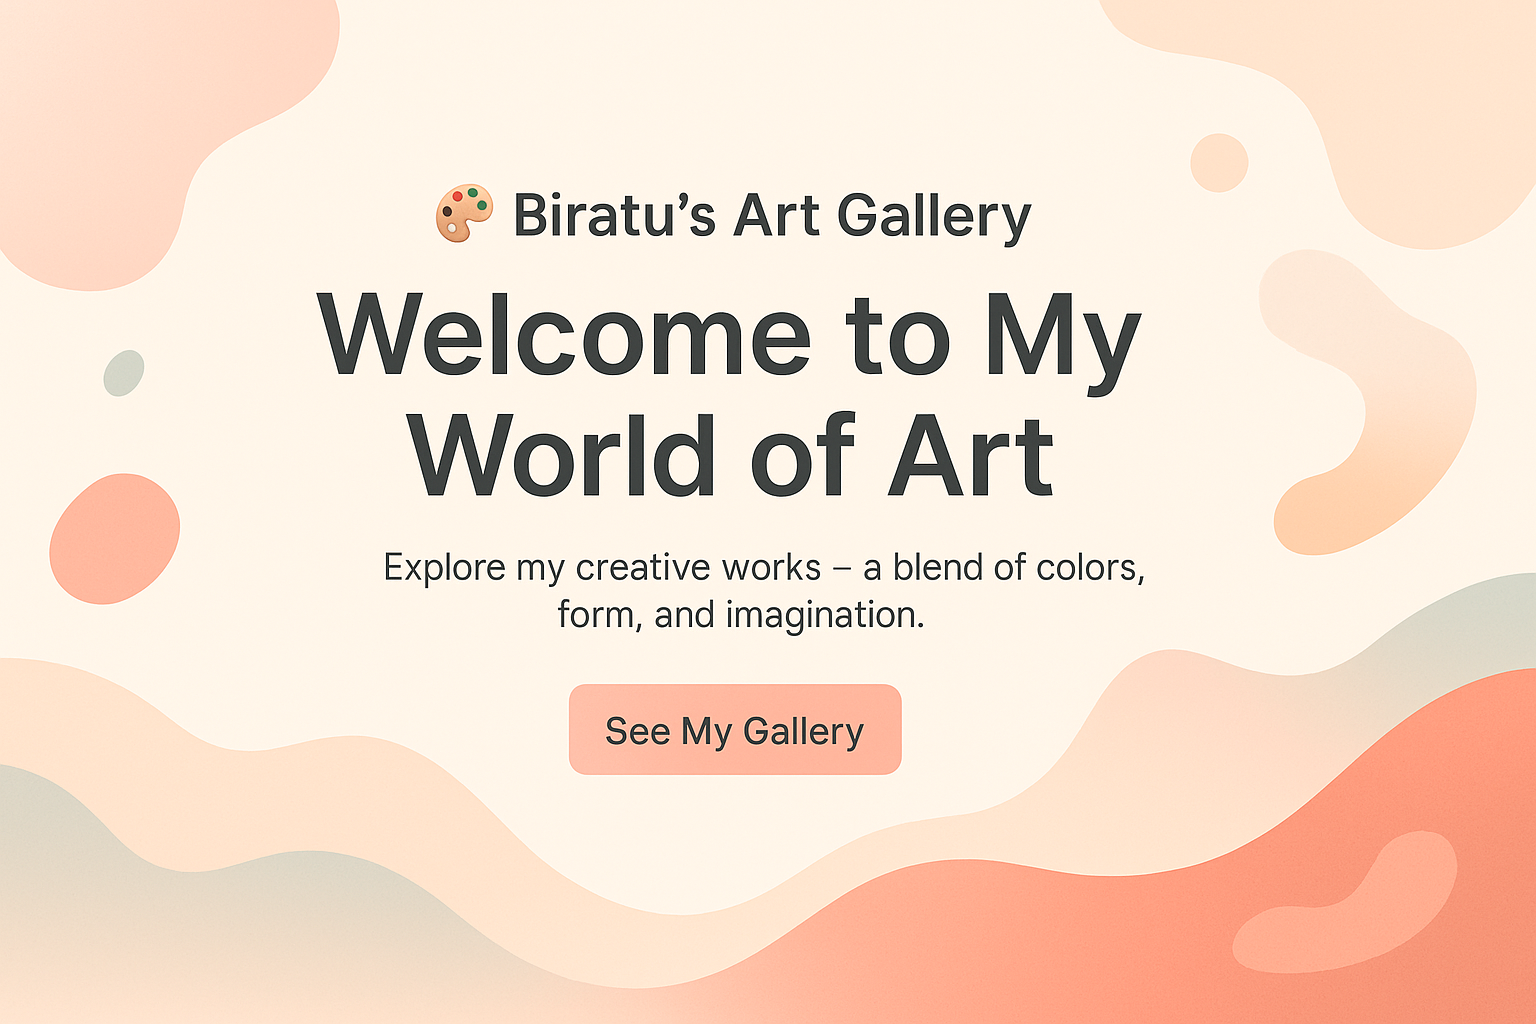 Biratu’s Art Gallery
Welcome to My
World of Art
Explore my creative works – a blend of colors,
form, and imagination.
See My Gallery